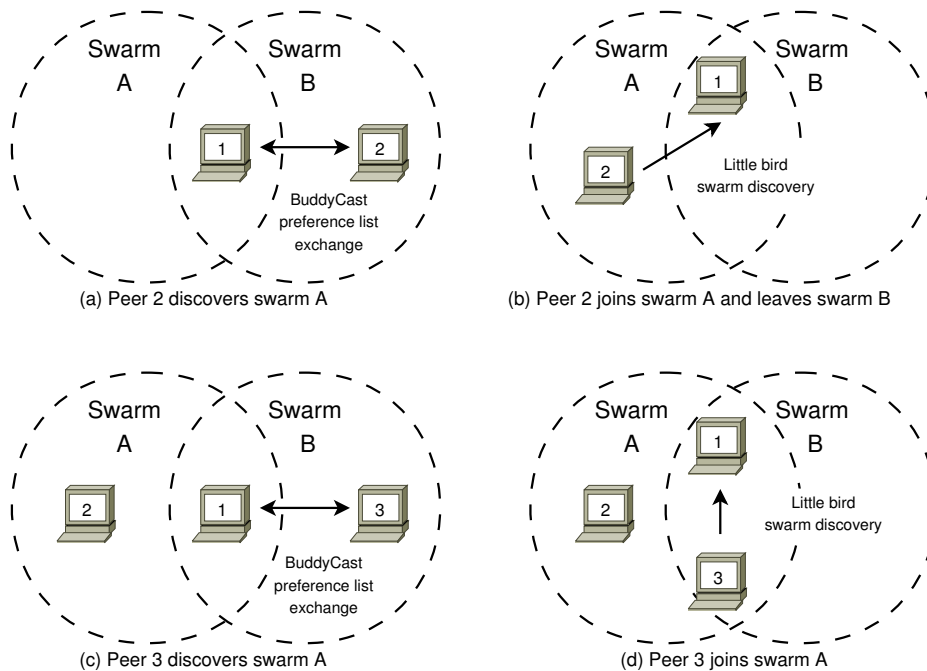 Swarm
A
Swarm
B
1
2
BuddyCast
preference list
exchange
(a) Peer 2 discovers swarm A
Swarm
A
Swarm
B
1
2
Little bird
swarm discovery
(b) Peer 2 joins swarm A and leaves swarm B
Swarm
A
Swarm
B
2
1
3
BuddyCast
preference list
exchange
(c) Peer 3 discovers swarm A
Swarm
A
Swarm
B
1
2
Little bird
swarm discovery
3
(d) Peer 3 joins swarm A